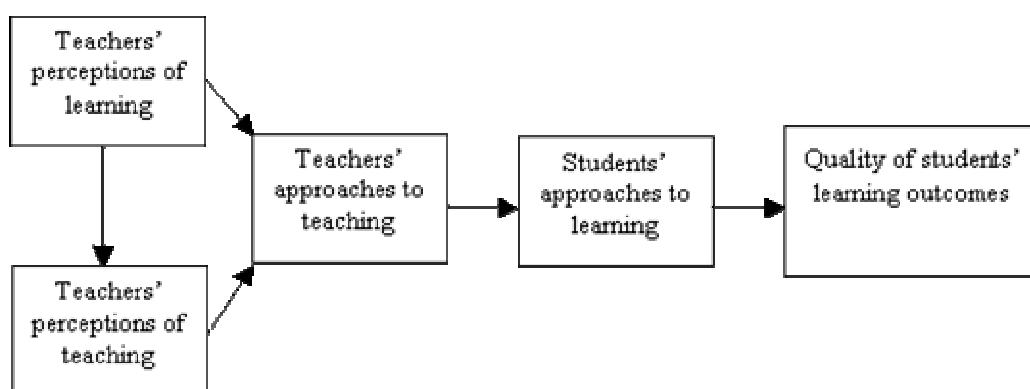 Teachers’
perceptions of
learning
Teachers’
approaches to
teaching
Students’
approaches to
learning
Quality of students’
learning outcomes
Teachers’
perceptions of
teaching